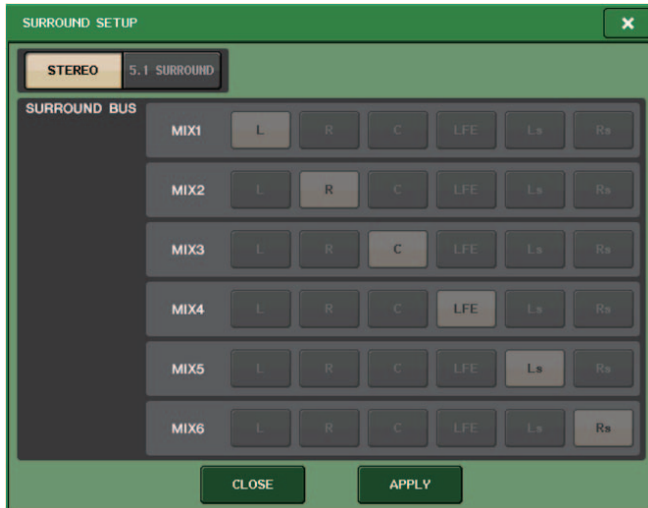 SURROUND SETUP ×
STEREO 5.1 SURROUND
SURROUND BUS
MIX1 L R C LFE Ls Rs
MIX2 L R C LFE Ls Rs
MIX3 L R C LFE Ls Rs
MIX4 L R C LFE Ls Rs
MIX5 L R C LFE Ls Rs
MIX6 L R C LFE Ls Rs
CLOSE APPLY